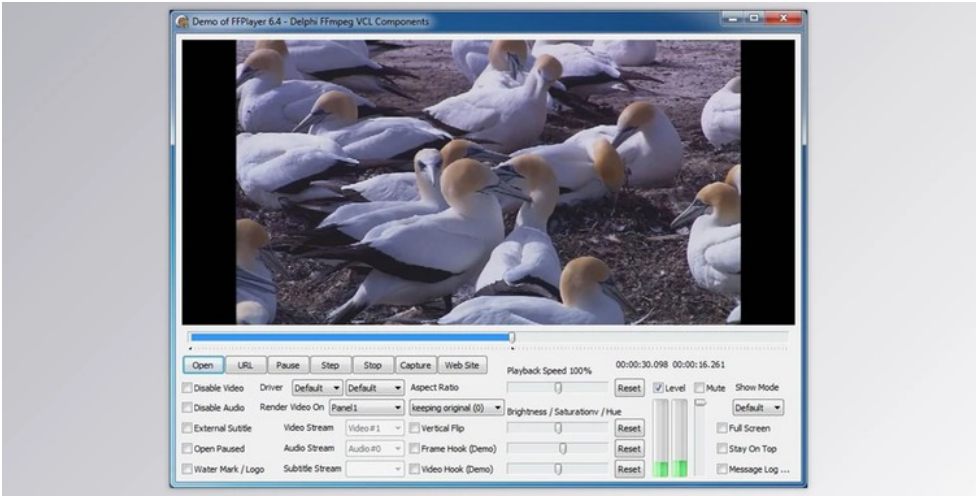 Demo of FFPlayer 6.4 - Delphi FFmpeg VCL Components
Open URL Pause Step Stop Capture Web Site Playback Speed 100% 00:00:30.098 00:00:16.261
Disable Video Driver Default Default Aspect Ratio Reset Level Mute Show Mode
Disable Audio Render Video On Panel1 keeping original (0) Brightness / Saturationv / Hue Default
External Subtitle Video Stream Video#1 Vertical Flip Reset Full Screen
Open Paused Audio Stream Audio#0 Frame Hook (Demo) Reset Stay On Top
Water Mark / Logo Subtitle Stream Video Hook (Demo) Reset Message Log ...